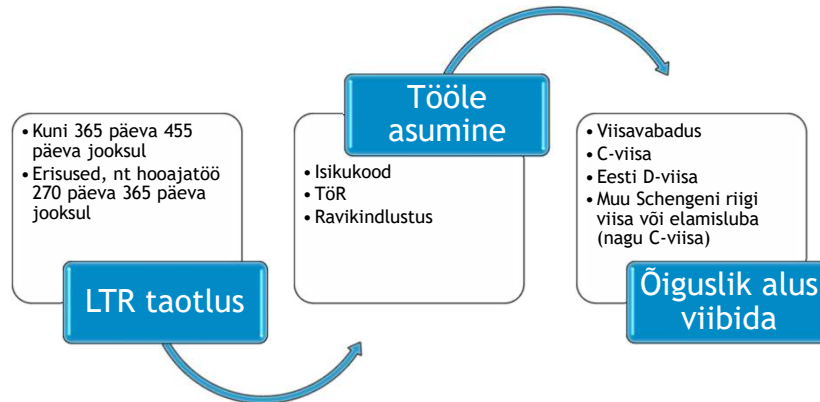 • Kuni 365 päeva 455
päeva jooksul
• Erisused, nt hooajatöö
270 päeva 365 päeva
jooksul
LTR taotlus
Tööle
asumine
• Isikukood
• TöR
• Ravikindlustus
• Viisavabadus
• C-viisa
• Eesti D-viisa
• Muu Schengeni riigi
viisa või elamisluba
(nagu C-viisa)
Õiguslik alus
viibida